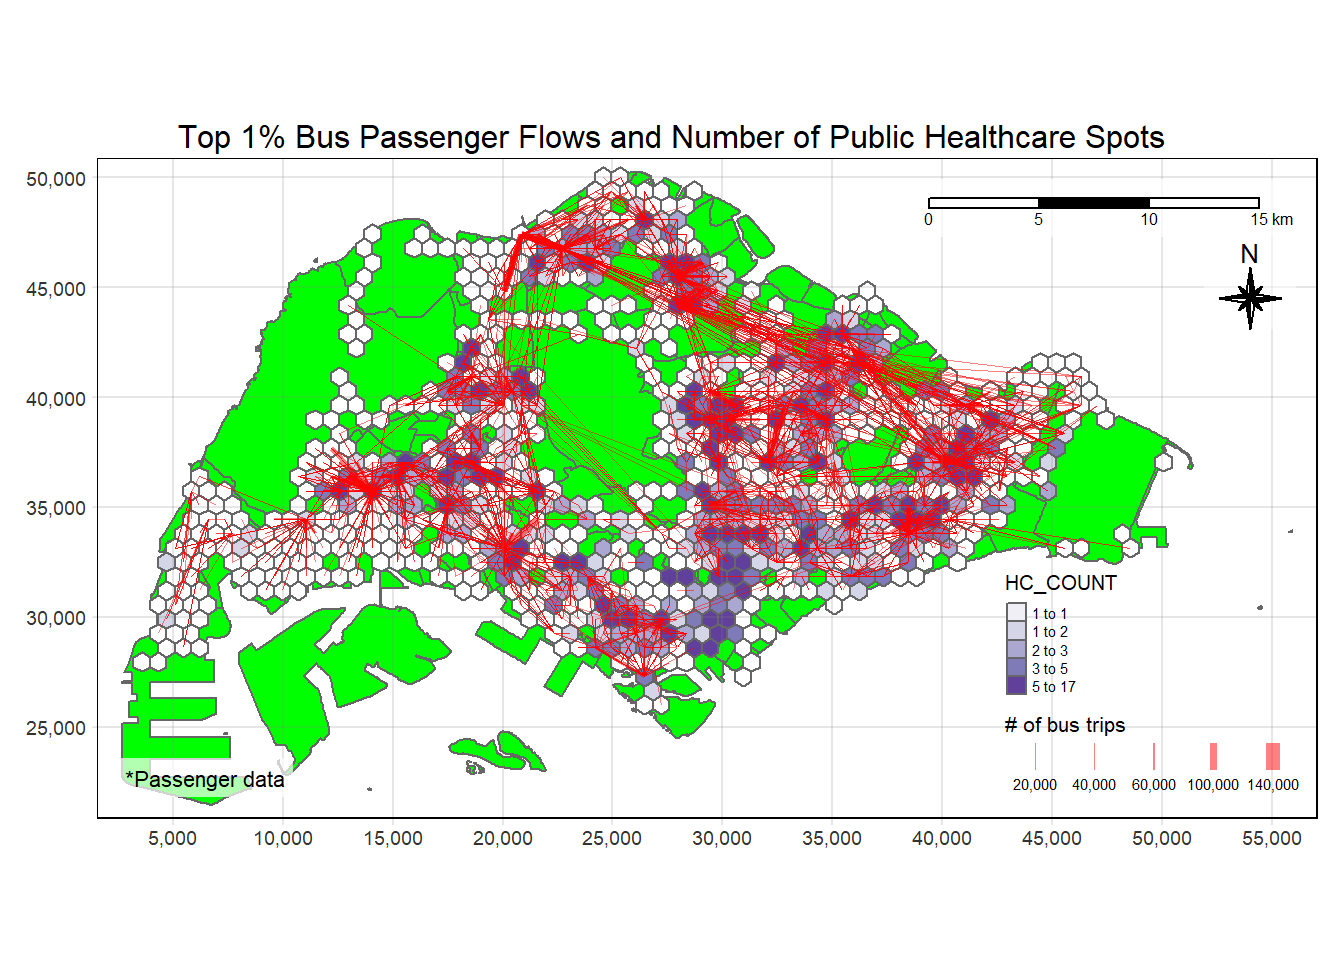 Top 1% Bus Passenger Flows and Number of Public Healthcare Spots
50,000
45,000
40,000
35,000
30,000
25,000
0 5 10 15 km
N
HC_COUNT
1 to 1
1 to 2
2 to 3
3 to 5
5 to 17
# of bus trips
20,000 40,000 60,000 100,000 140,000
*Passenger data
5,000 10,000 15,000 20,000 25,000 30,000 35,000 40,000 45,000 50,000 55,000